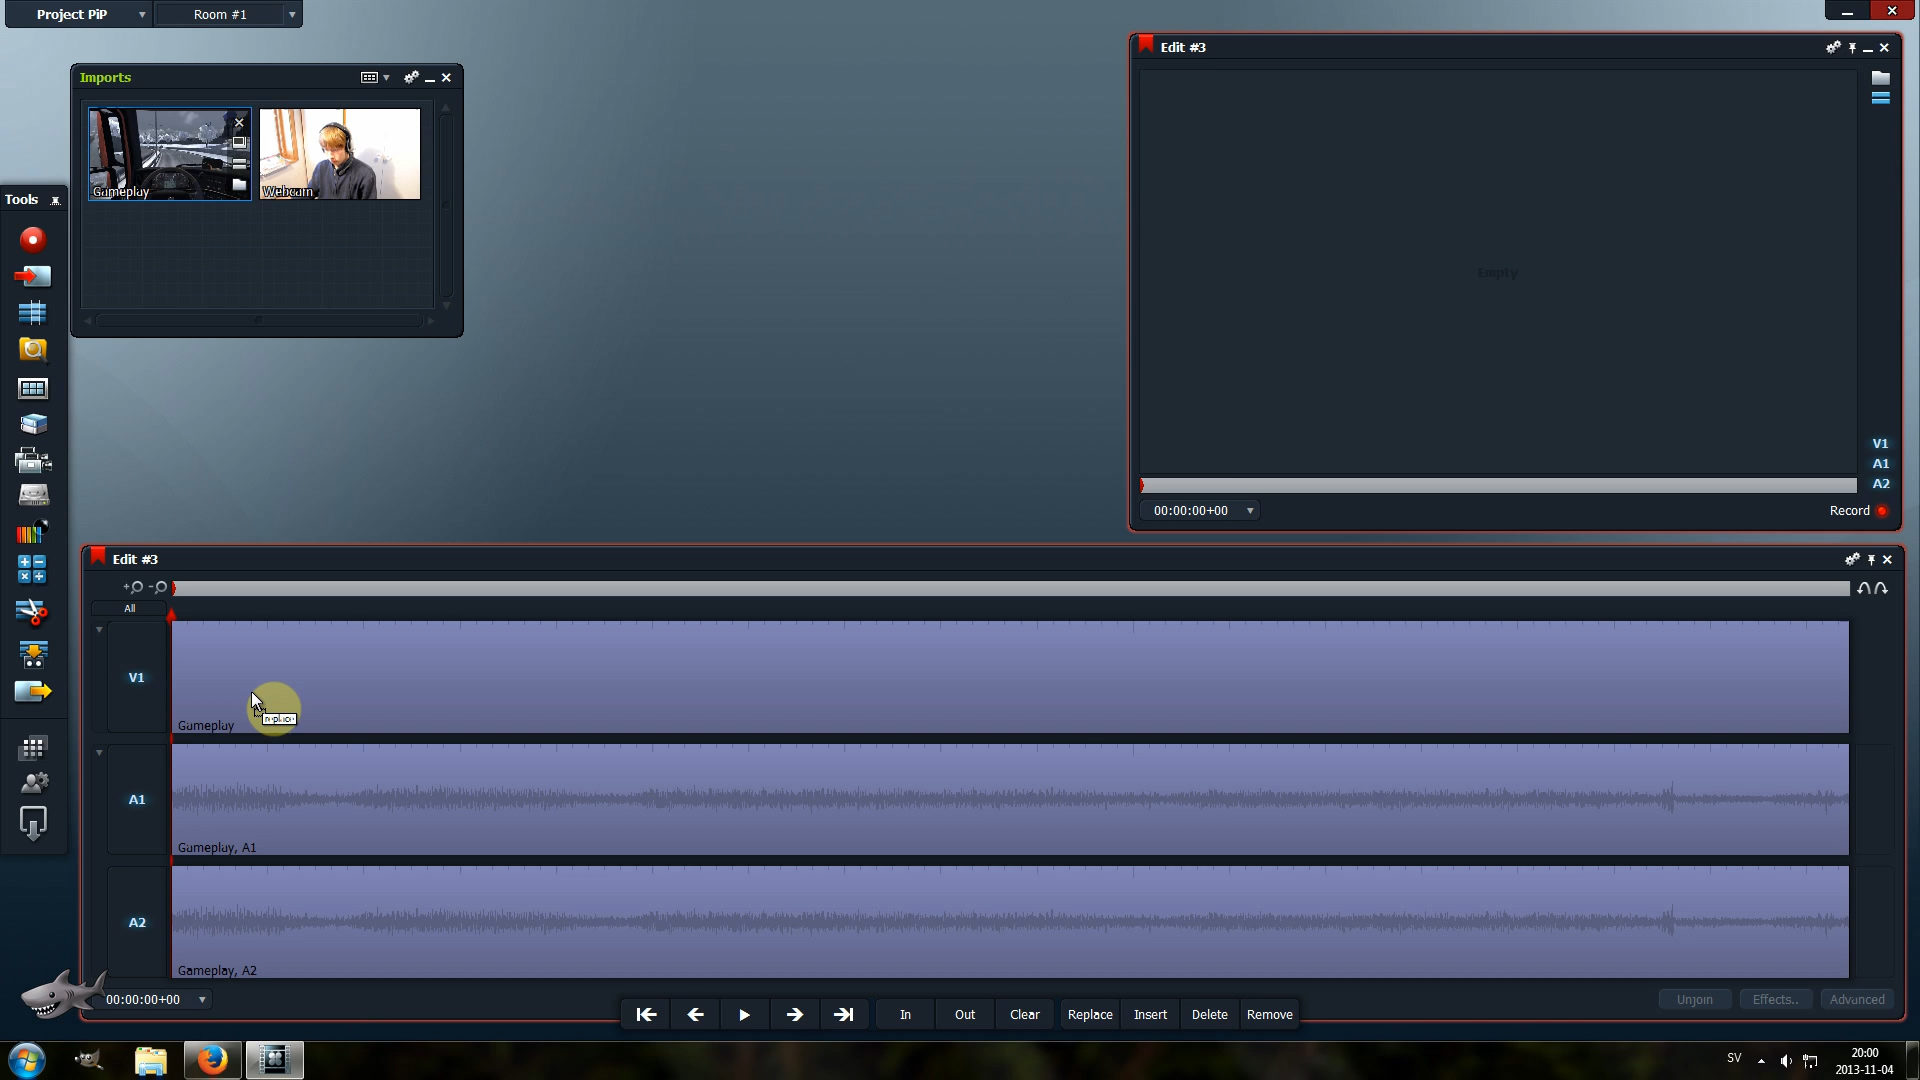 Project PiP
Room #1
Imports
Gameplay
Webcam
Tools
Edit #3
Empty
V1
A1
A2
00:00:00+00
Record
Edit #3
All
V1
Gameplay
replace
A1
Gameplay, A1
A2
Gameplay, A2
00:00:00+00
In
Out
Clear
Replace
Insert
Delete
Remove
Unjoin
Effects..
Advanced
SV
20:00
2013-11-04